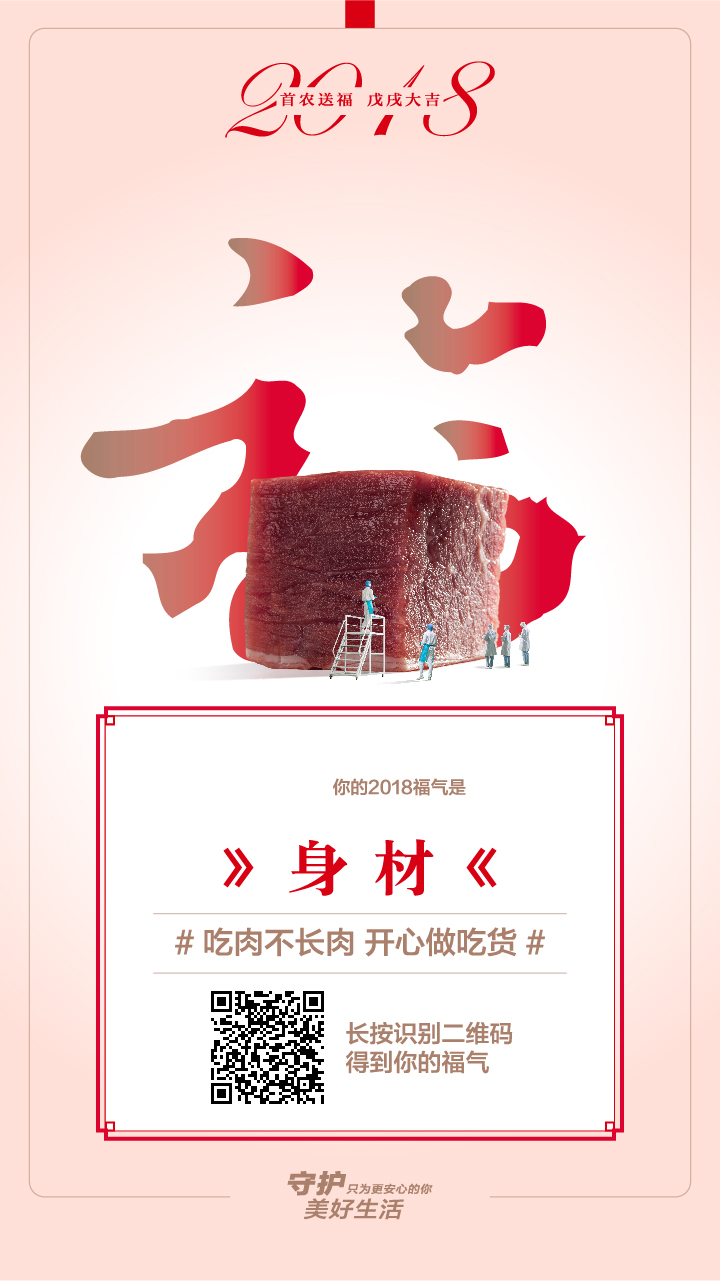 2018
首农送福 戊戌大吉
福
你的2018福气是
》身材《
# 吃肉不长肉 开心做吃货 #
长按识别二维码
得到你的福气
守护只为更安心的你
美好生活